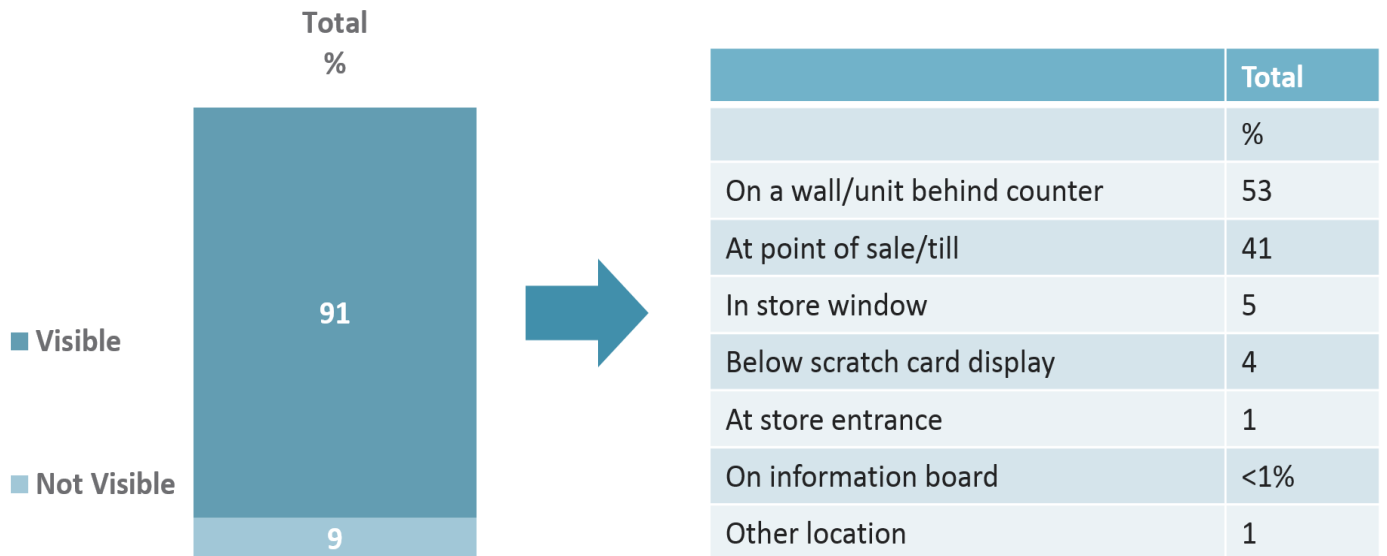 Total
%
91
Visible
Not Visible
9
Total
%
On a wall/unit behind counter 53
At point of sale/till 41
In store window 5
Below scratch card display 4
At store entrance 1
On information board <1%
Other location 1